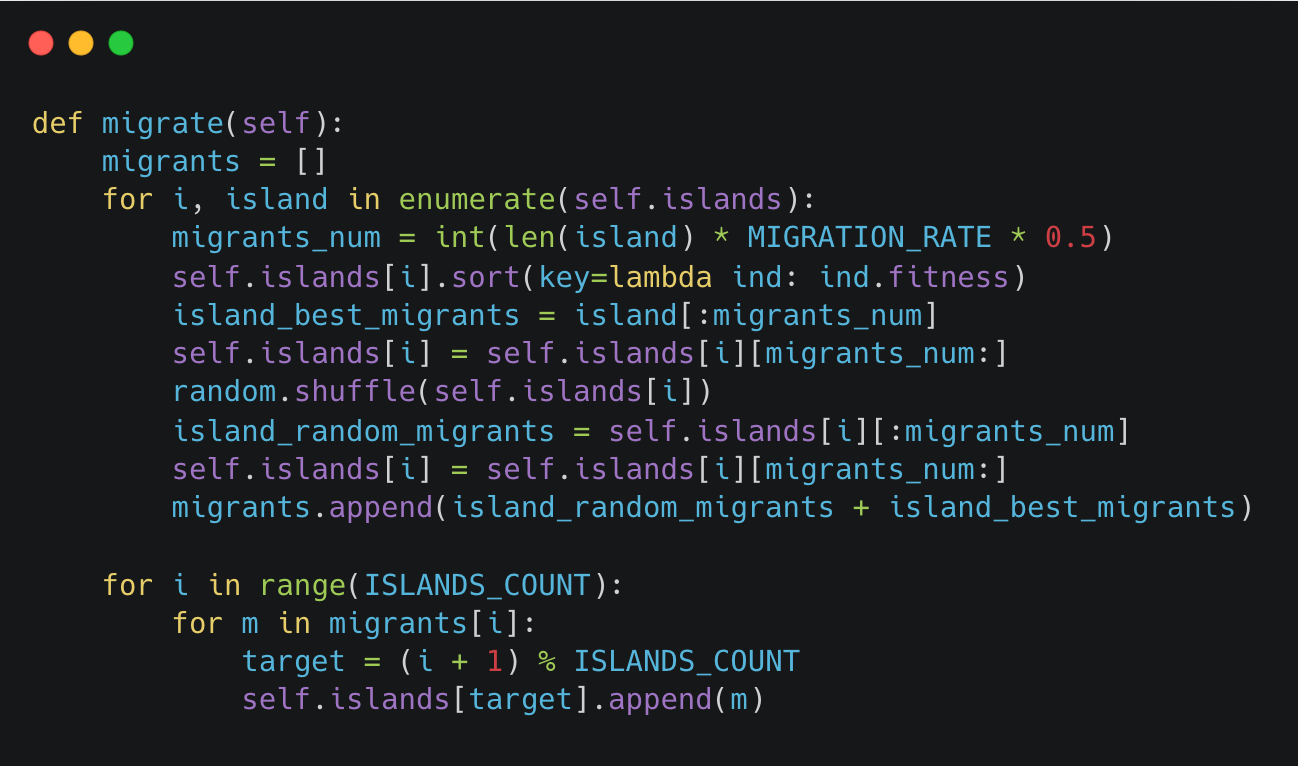 def migrate(self):
    migrants = []
    for i, island in enumerate(self.islands):
        migrants_num = int(len(island) * MIGRATION_RATE * 0.5)
        self.islands[i].sort(key=lambda ind: ind.fitness)
        island_best_migrants = island[:migrants_num]
        self.islands[i] = self.islands[i][migrants_num:]
        random.shuffle(self.islands[i])
        island_random_migrants = self.islands[i][:migrants_num]
        self.islands[i] = self.islands[i][migrants_num:]
        migrants.append(island_random_migrants + island_best_migrants)

    for i in range(ISLANDS_COUNT):
        for m in migrants[i]:
            target = (i + 1) % ISLANDS_COUNT
            self.islands[target].append(m)